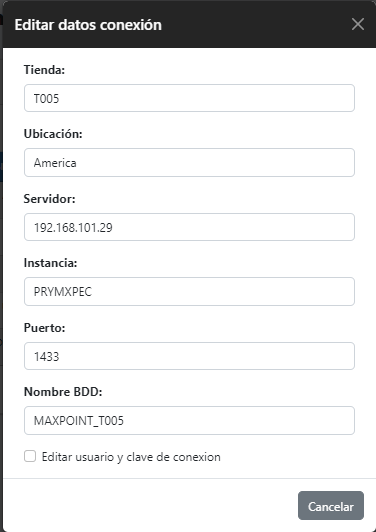 Editar datos conexión
Tienda:
T005
Ubicación:
America
Servidor:
192.168.101.29
Instancia:
PRYMXPEC
Puerto:
1433
Nombre BDD:
MAXPOINT_T005
Editar usuario y clave de conexion
Cancelar